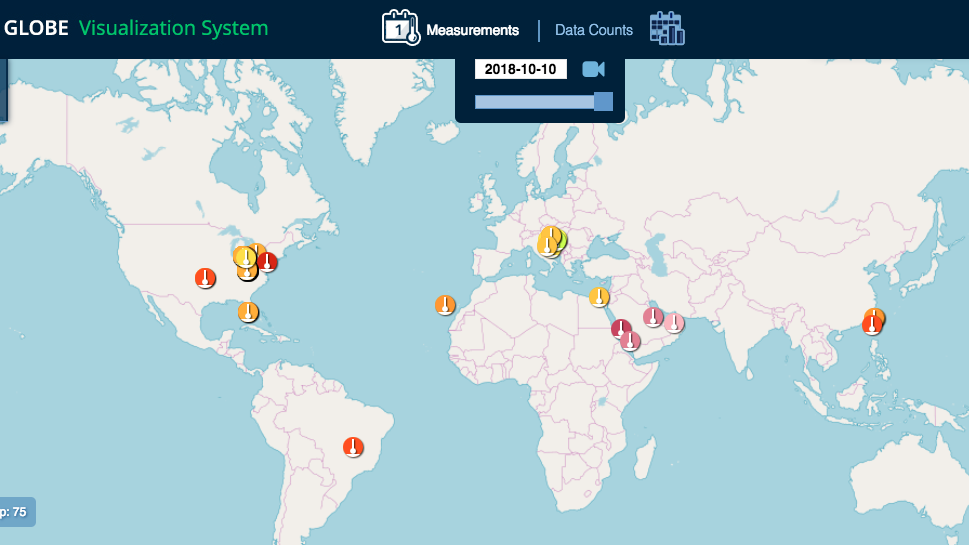 GLOBE Visualization System
1
Measurements
Data Counts
2018-10-10
p: 75